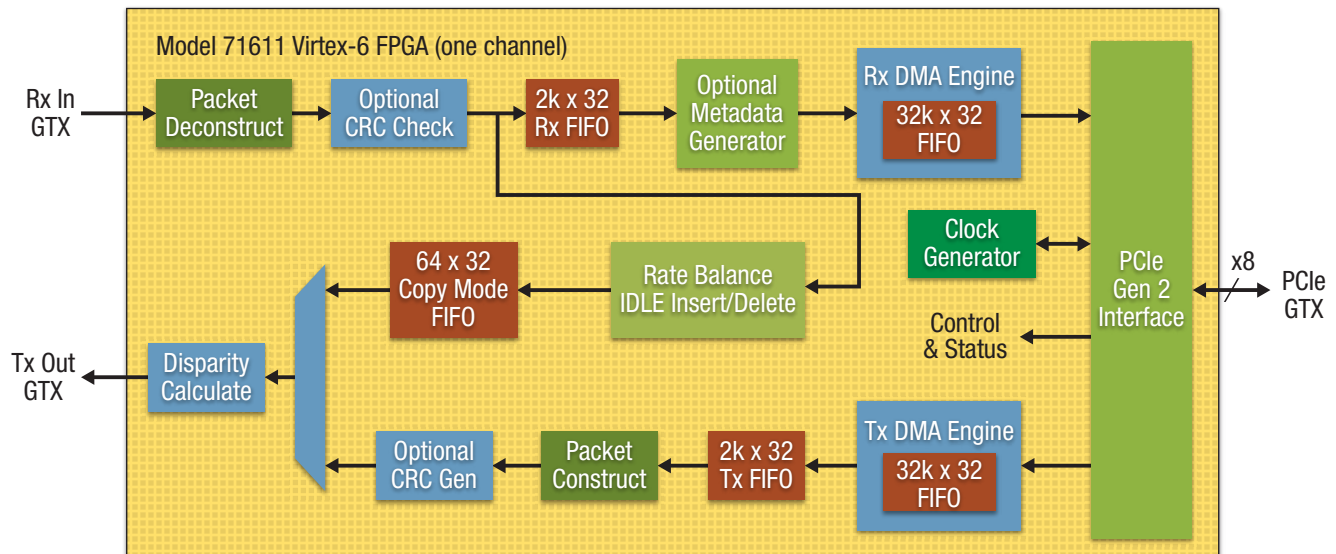 Model 71611 Virtex-6 FPGA (one channel)
Rx In
GTX
Packet
Deconstruct
Optional
CRC Check
2k x 32
Rx FIFO
Optional
Metadata
Generator
Rx DMA Engine
32k x 32
FIFO
Clock
Generator
64 x 32
Copy Mode
FIFO
Rate Balance
IDLE Insert/Delete
PCIe
Gen 2
Interface
x8
PCIe
GTX
Control
& Status
Tx Out
GTX
Disparity
Calculate
Optional
CRC Gen
Packet
Construct
2k x 32
Tx FIFO
Tx DMA Engine
32k x 32
FIFO